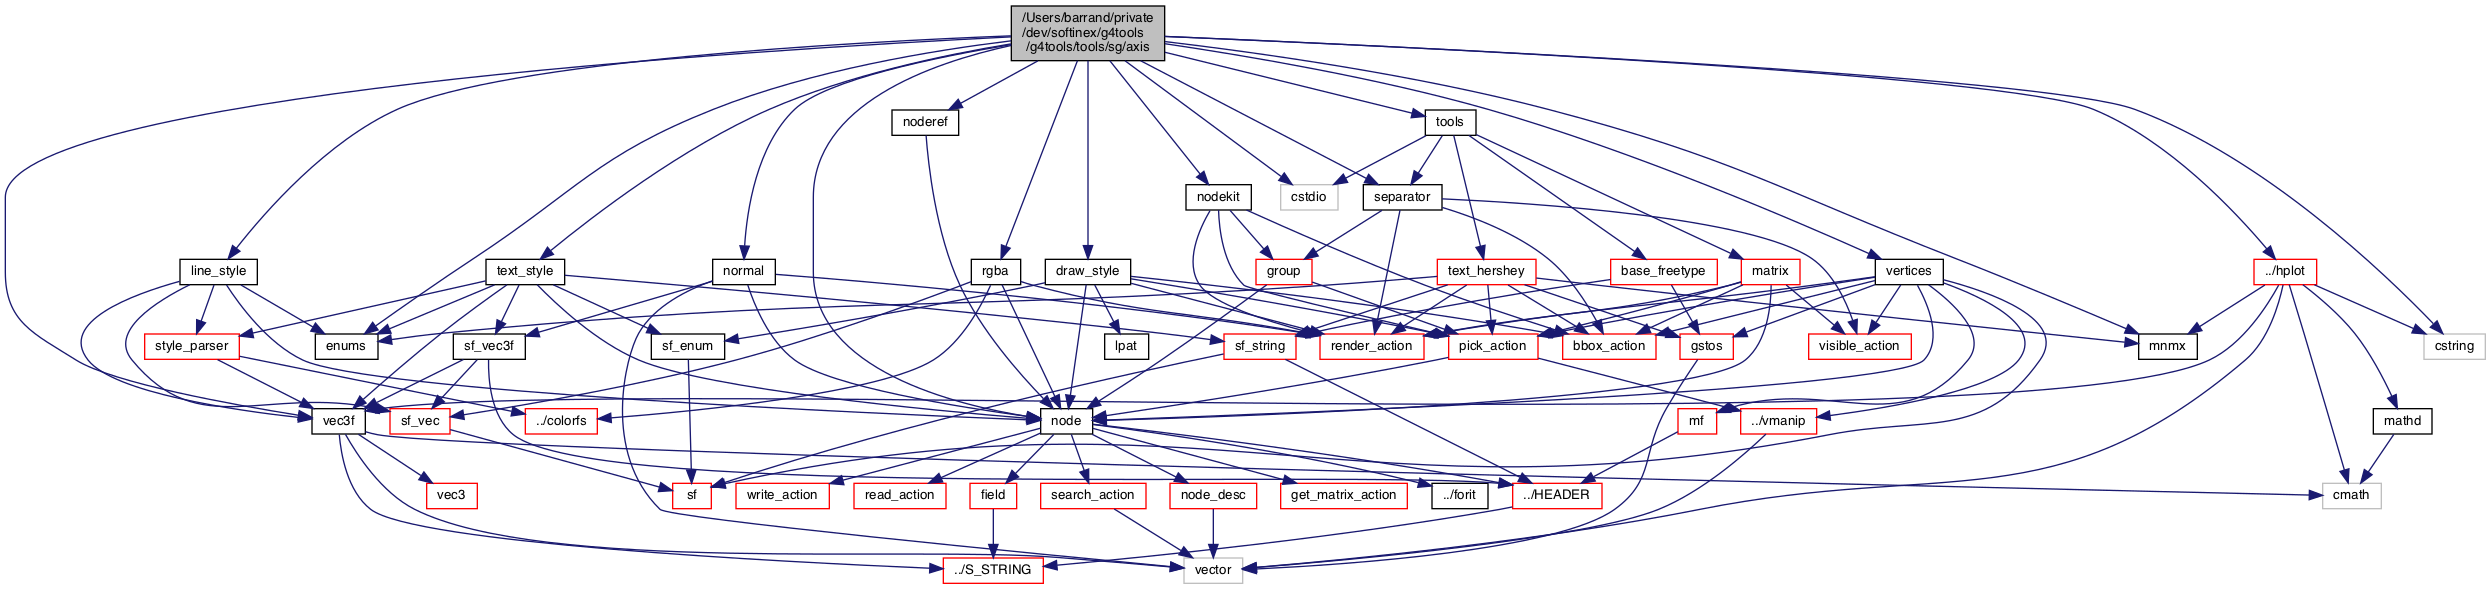 /Users/barrand/private
/dev/softinex/g4tools
/g4tools/tools/sg/axis
noderef
tools
nodekit
cstdio
separator
line_style
text_style
normal
rgba
draw_style
group
text_hershey
base_freetype
matrix
vertices
../hplot
style_parser
enums
sf_vec3f
sf_enum
lpat
sf_string
render_action
pick_action
bbox_action
gstos
visible_action
mnmx
cstring
vec3f
sf_vec
../colorfs
node
mf
../vmanip
mathd
vec3
sf
write_action
read_action
field
search_action
node_desc
get_matrix_action
../forit
../HEADER
cmath
../S_STRING
vector